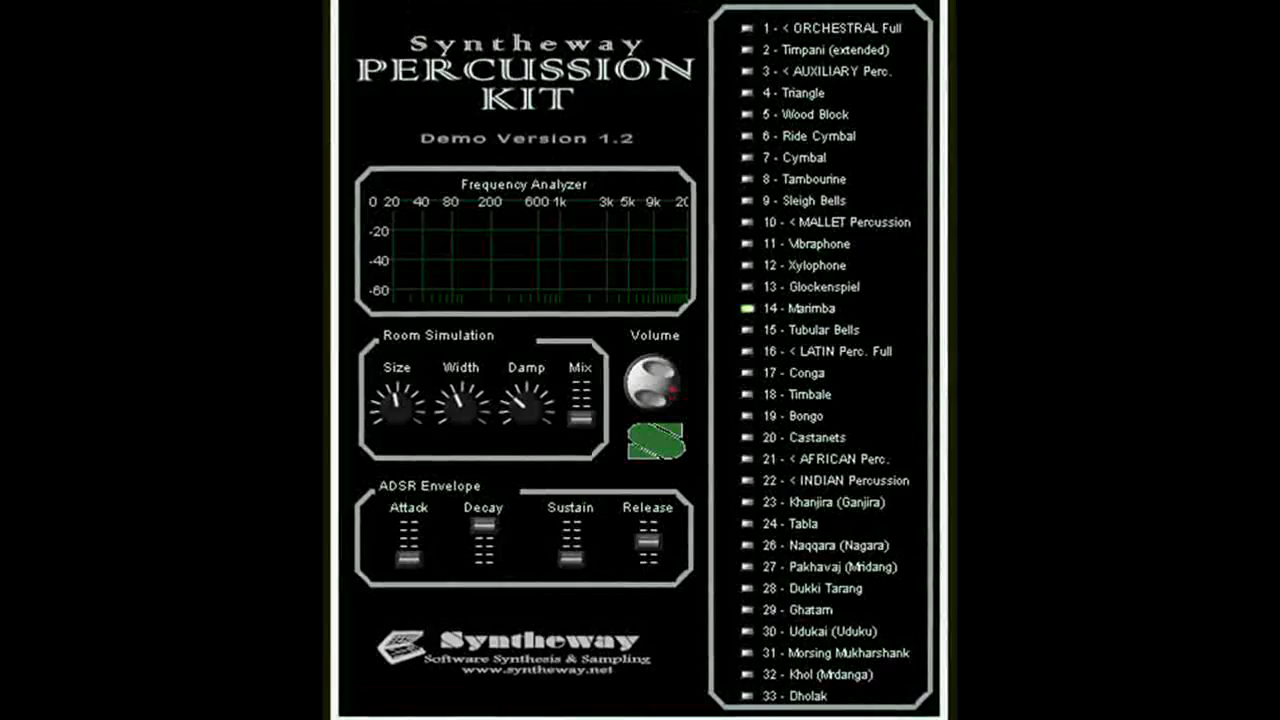 Syntheway
PERCUSSION
KIT
Demo Version 1.2
Frequency Analyzer
0 20 40 80 200 600 1k 3k 5k 9k 20
-20
-40
-60
Room Simulation
Size Width Damp Mix
Volume
ADSR Envelope
Attack Decay Sustain Release
Syntheway
Software Synthesis & Sampling
www.syntheway.net
1 - < ORCHESTRAL Full
2 - Timpani (extended)
3 - < AUXILIARY Perc.
4 - Triangle
5 - Wood Block
6 - Ride Cymbal
7 - Cymbal
8 - Tambourine
9 - Sleigh Bells
10 - < MALLET Percussion
11 - Vibraphone
12 - Xylophone
13 - Glockenspiel
14 - Marimba
15 - Tubular Bells
16 - < LATIN Perc. Full
17 - Conga
18 - Timbale
19 - Bongo
20 - Castanets
21 - < AFRICAN Perc.
22 - < INDIAN Percussion
23 - Khanjira (Ganjira)
24 - Tabla
26 - Naqqara (Nagara)
27 - Pakhavaj (Mridang)
28 - Dukki Tarang
29 - Ghatam
30 - Udukai (Uduku)
31 - Morsing Mukharshank
32 - Khol (Mrdanga)
33 - Dholak